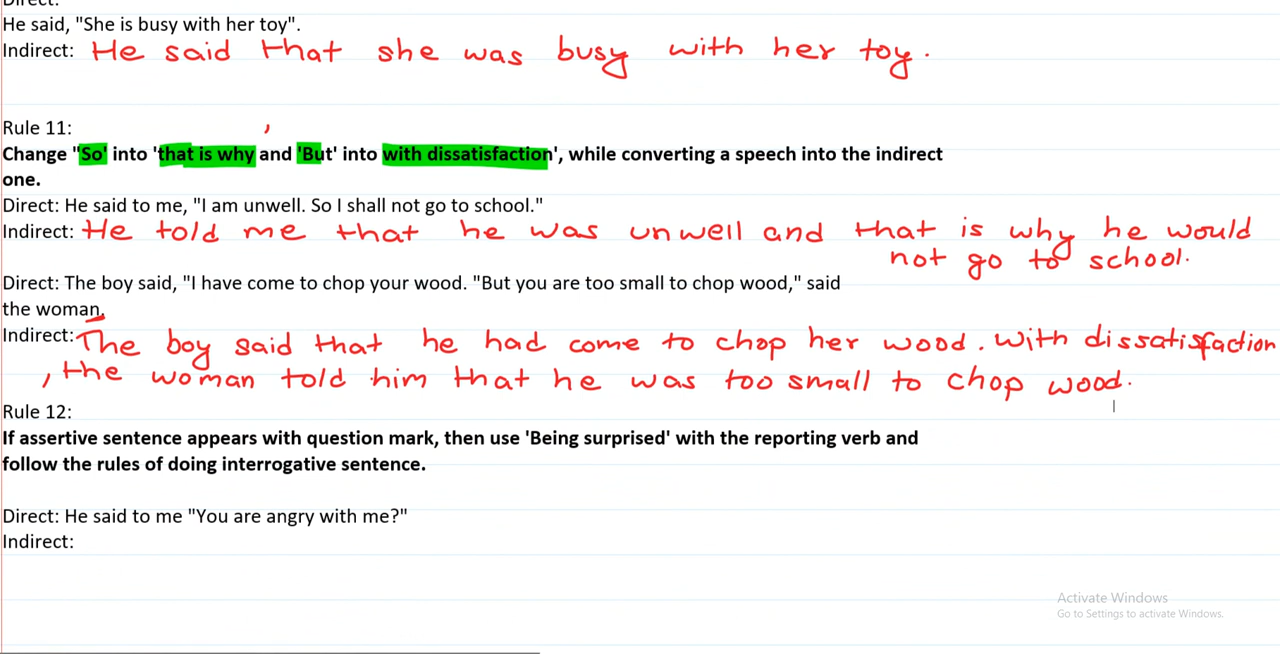 Direct:
He said, "She is busy with her toy".
Indirect: He said that she was busy with her toy.
Rule 11:
Change "So' into 'that is why and 'But' into with dissatisfaction', while converting a speech into the indirect
one.
Direct: He said to me, "I am unwell. So I shall not go to school."
Indirect: He told me that he was unwell and that is why he would
not go to school.
Direct: The boy said, "I have come to chop your wood. "But you are too small to chop wood," said
the woman.
Indirect: The boy said that he had come to chop her wood. With dissatisfaction
, the woman told him that he was too small to chop wood.
Rule 12:
If assertive sentence appears with question mark, then use 'Being surprised' with the reporting verb and
follow the rules of doing interrogative sentence.
Direct: He said to me "You are angry with me?"
Indirect:
Activate Windows
Go to Settings to activate Windows.